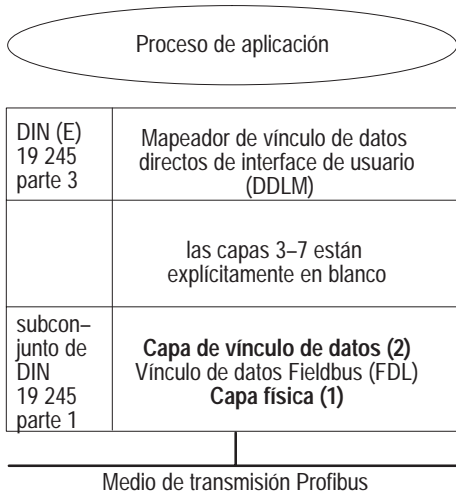 Proceso de aplicación
DIN (E)
19 245
parte 3
Mapeador de vínculo de datos
directos de interface de usuario
(DDLM)
las capas 3–7 están
explícitamente en blanco
subcon–
junto de
DIN
19 245
parte 1
Capa de vínculo de datos (2)
Vínculo de datos Fieldbus (FDL)
Capa física (1)
Medio de transmisión Profibus